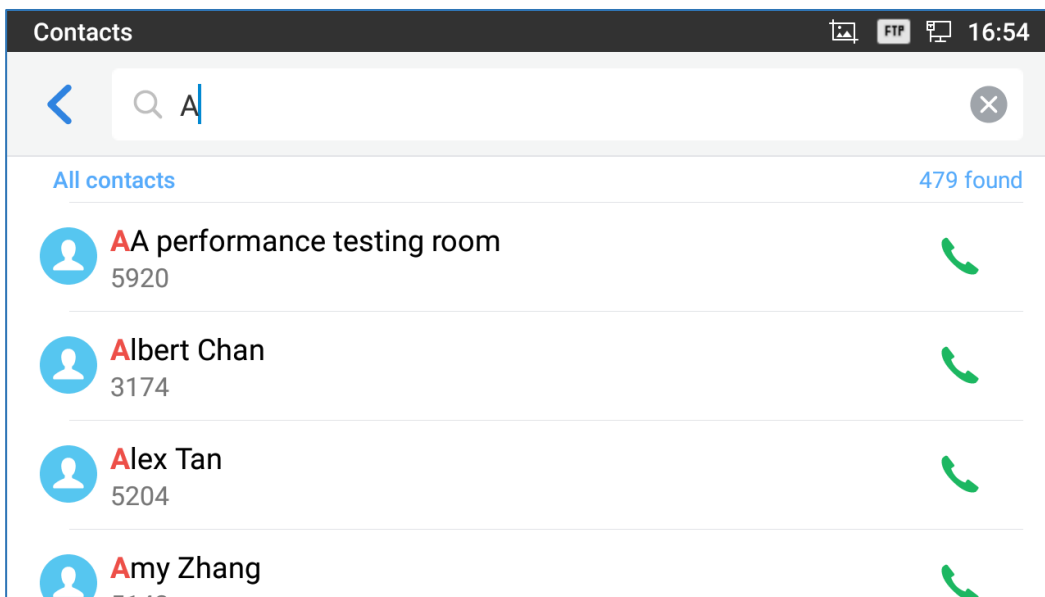 Contacts
FTP 16:54
A
All contacts 479 found
AA performance testing room
5920
Albert Chan
3174
Alex Tan
5204
Amy Zhang